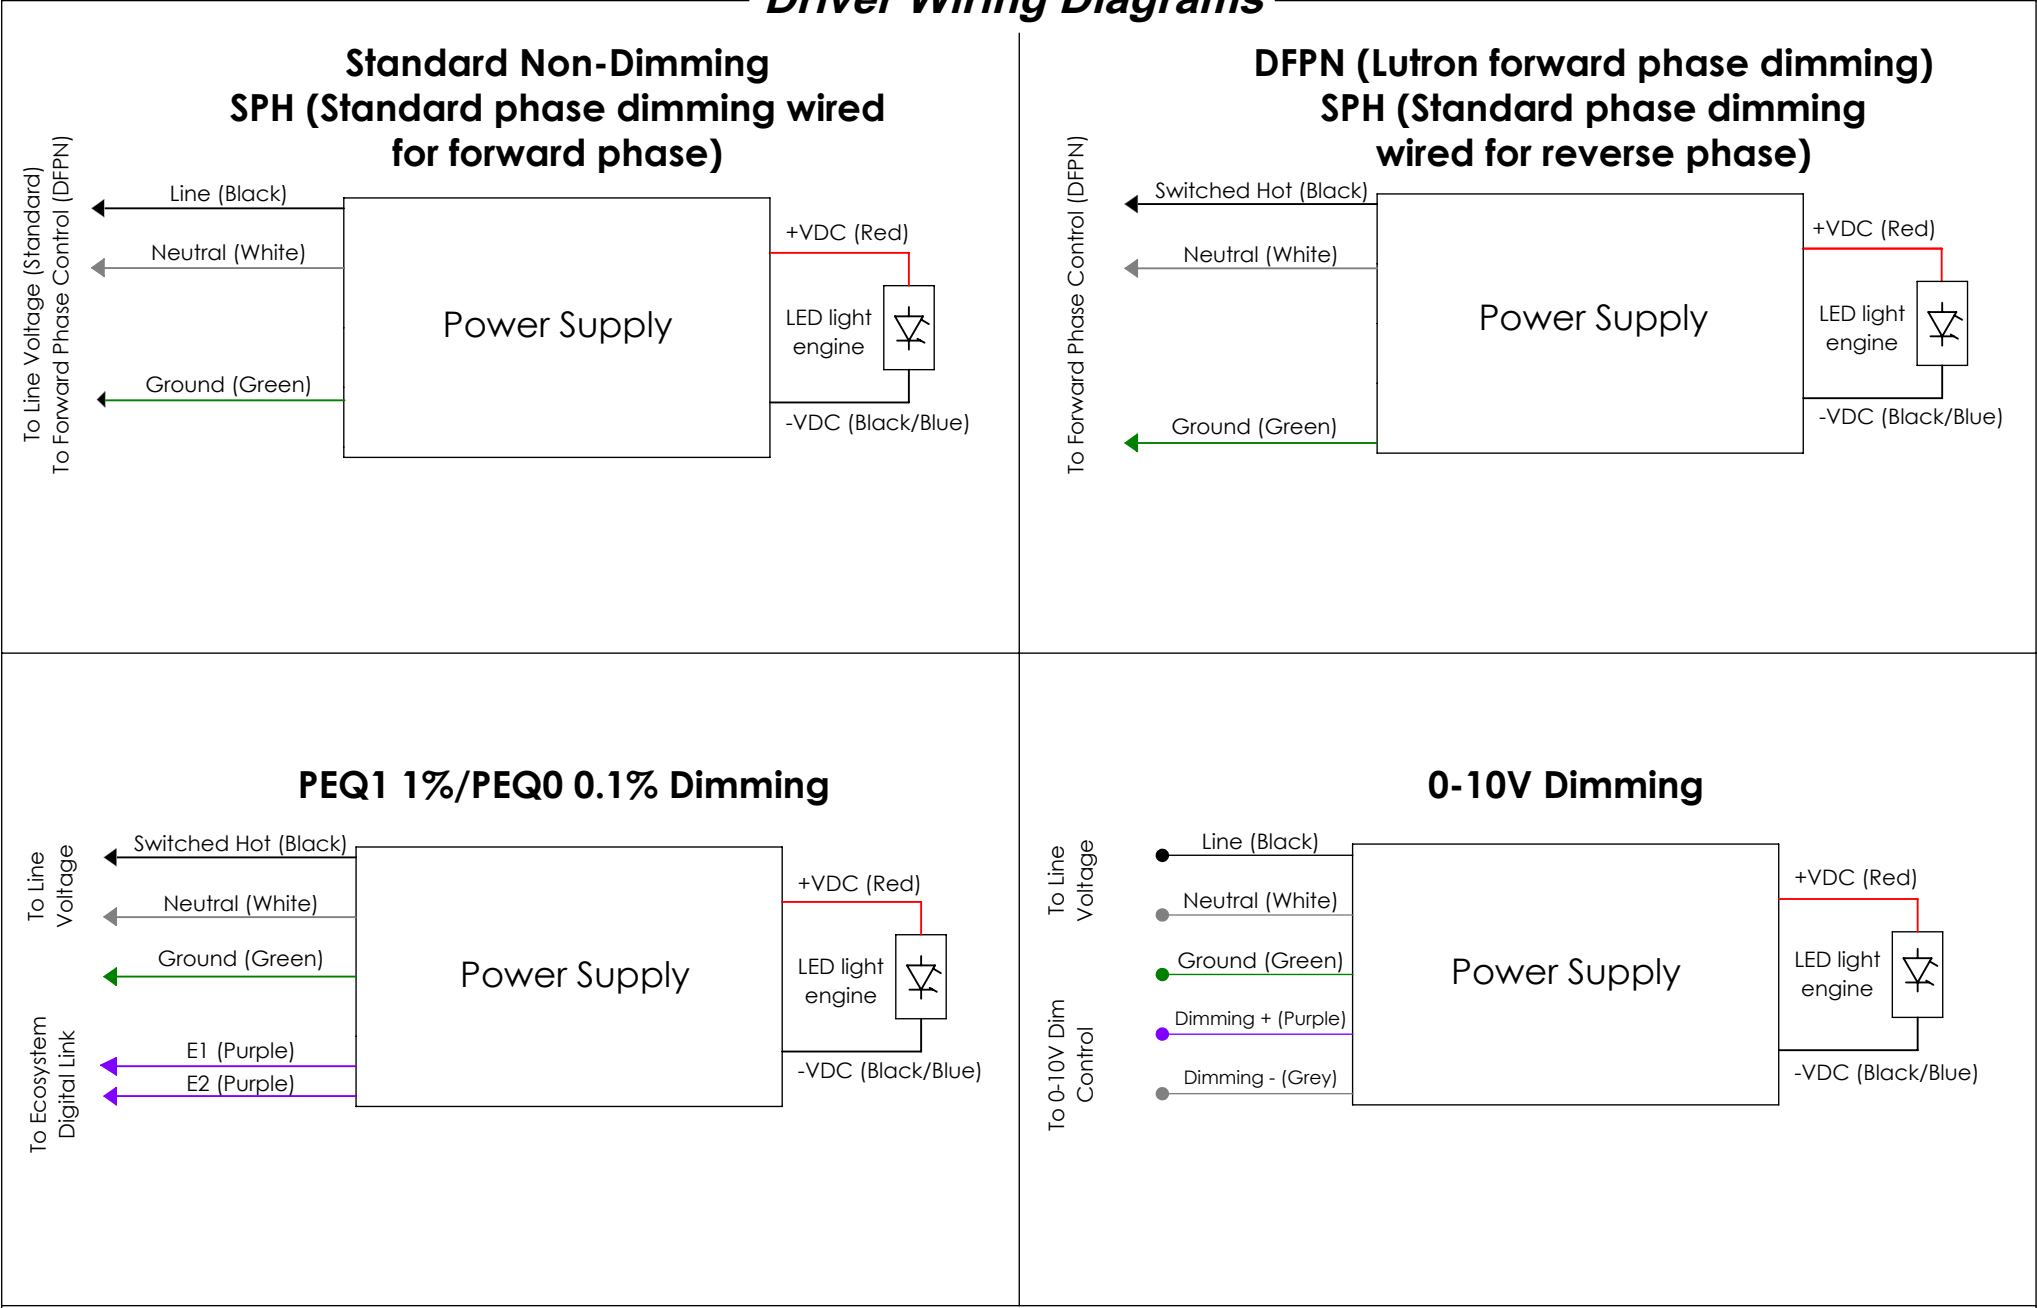 Driver Wiring Diagrams
Standard Non-Dimming
SPH (Standard phase dimming wired
for forward phase)
To Line Voltage (Standard)
To Forward Phase Control (DFPN)
Line (Black)
Neutral (White)
Ground (Green)
Power Supply
+VDC (Red)
LED light
engine
-VDC (Black/Blue)
DFPN (Lutron forward phase dimming)
SPH (Standard phase dimming
wired for reverse phase)
To Forward Phase Control (DFPN)
Switched Hot (Black)
Neutral (White)
Ground (Green)
Power Supply
+VDC (Red)
LED light
engine
-VDC (Black/Blue)
PEQ1 1%/PEQ0 0.1% Dimming
To Line
Voltage
Switched Hot (Black)
Neutral (White)
Ground (Green)
To Ecosystem
Digital Link
E1 (Purple)
E2 (Purple)
Power Supply
+VDC (Red)
LED light
engine
-VDC (Black/Blue)
0-10V Dimming
To Line
Voltage
Line (Black)
Neutral (White)
Ground (Green)
To 0-10V Dim
Control
Dimming + (Purple)
Dimming - (Grey)
Power Supply
+VDC (Red)
LED light
engine
-VDC (Black/Blue)